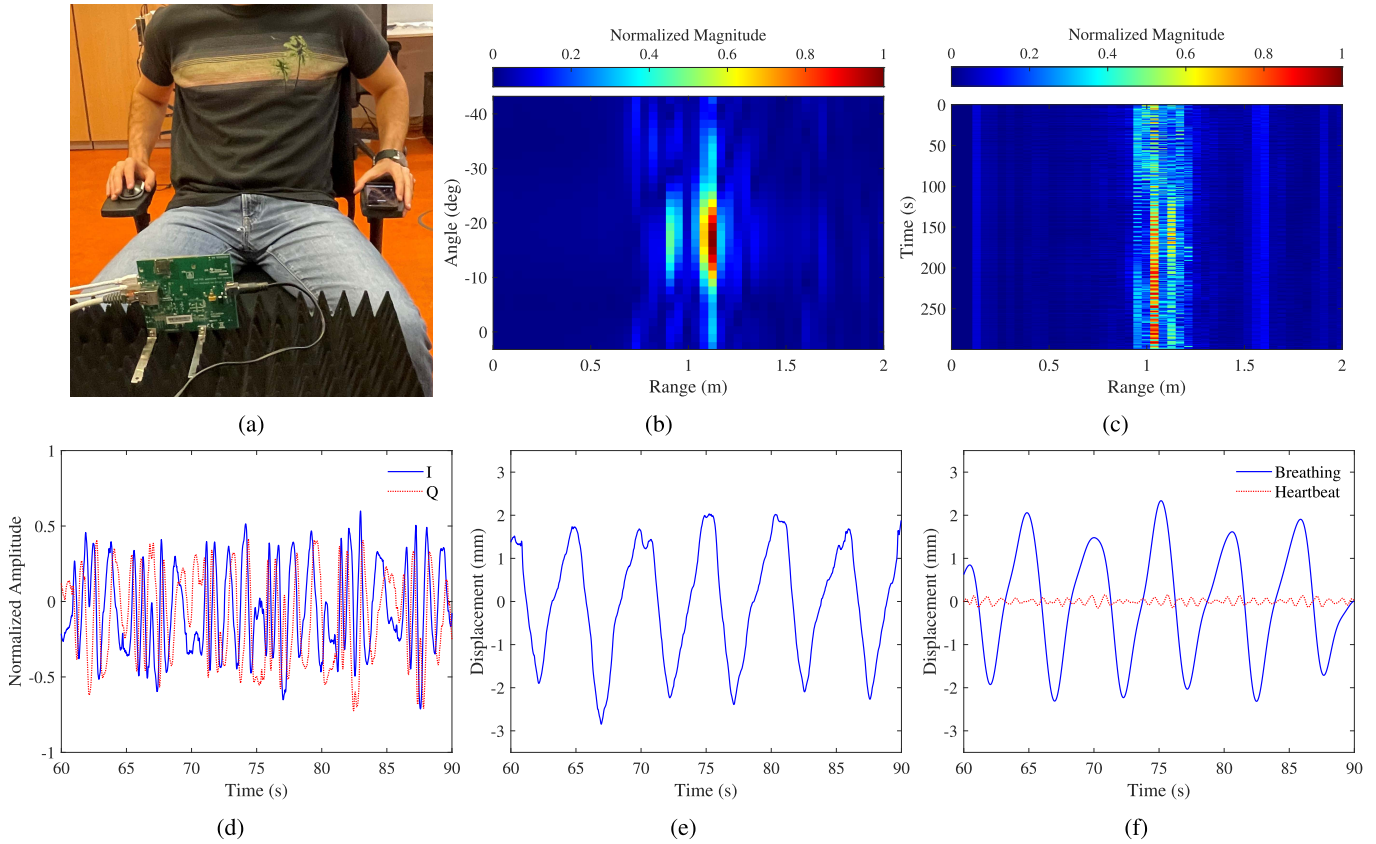 Normalized Magnitude
0 0.2 0.4 0.6 0.8 1
-40
-30
-20
-10
0
Angle (deg)
0 0.5 1 1.5 2
Range (m)
Normalized Magnitude
0 0.2 0.4 0.6 0.8 1
0
50
100
150
200
250
Time (s)
0 0.5 1 1.5 2
Range (m)
(a)
(b)
(c)
1
0.5
0
-0.5
-1
Normalized Amplitude
I
Q
60 65 70 75 80 85 90
Time (s)
3
2
1
0
-1
-2
-3
Displacement (mm)
60 65 70 75 80 85 90
Time (s)
3
2
1
0
-1
-2
-3
Displacement (mm)
Breathing
Heartbeat
60 65 70 75 80 85 90
Time (s)
(d)
(e)
(f)